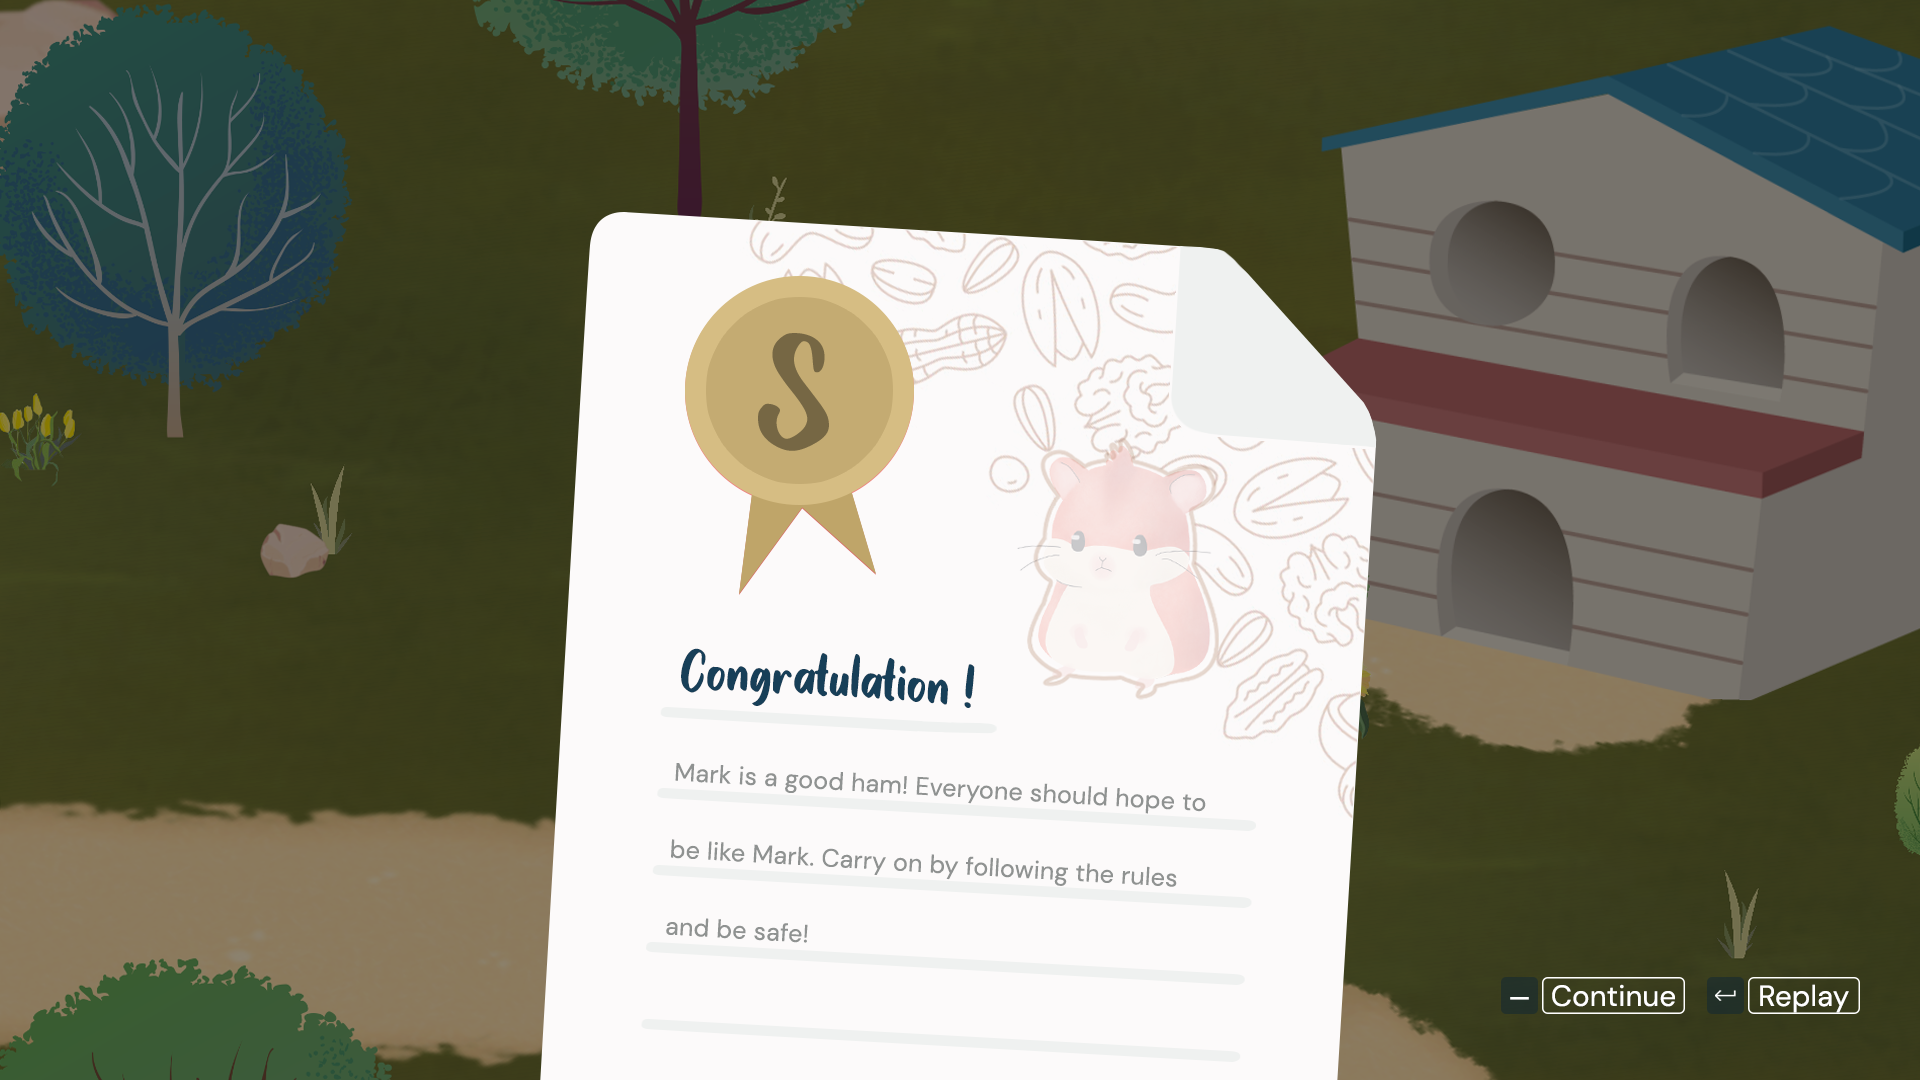 S
Congratulation !
Mark is a good ham! Everyone should hope to
be like Mark. Carry on by following the rules
and be safe!
Continue
Replay